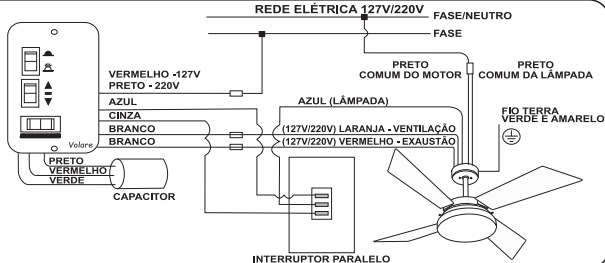 REDE ELÉTRICA 127V/220V
FASE/NEUTRO
FASE
VERMELHO -127V
PRETO - 220V
PRETO
COMUM DO MOTOR
PRETO
COMUM DA LÂMPADA
AZUL
AZUL (LÂMPADA)
CINZA
FIO TERRA
VERDE E AMARELO
BRANCO
(127V/220V) LARANJA - VENTILAÇÃO
BRANCO
(127V/220V) VERMELHO - EXAUSTÃO
Volare
PRETO
VERMELHO
VERDE
CAPACITOR
INTERRUPTOR PARALELO